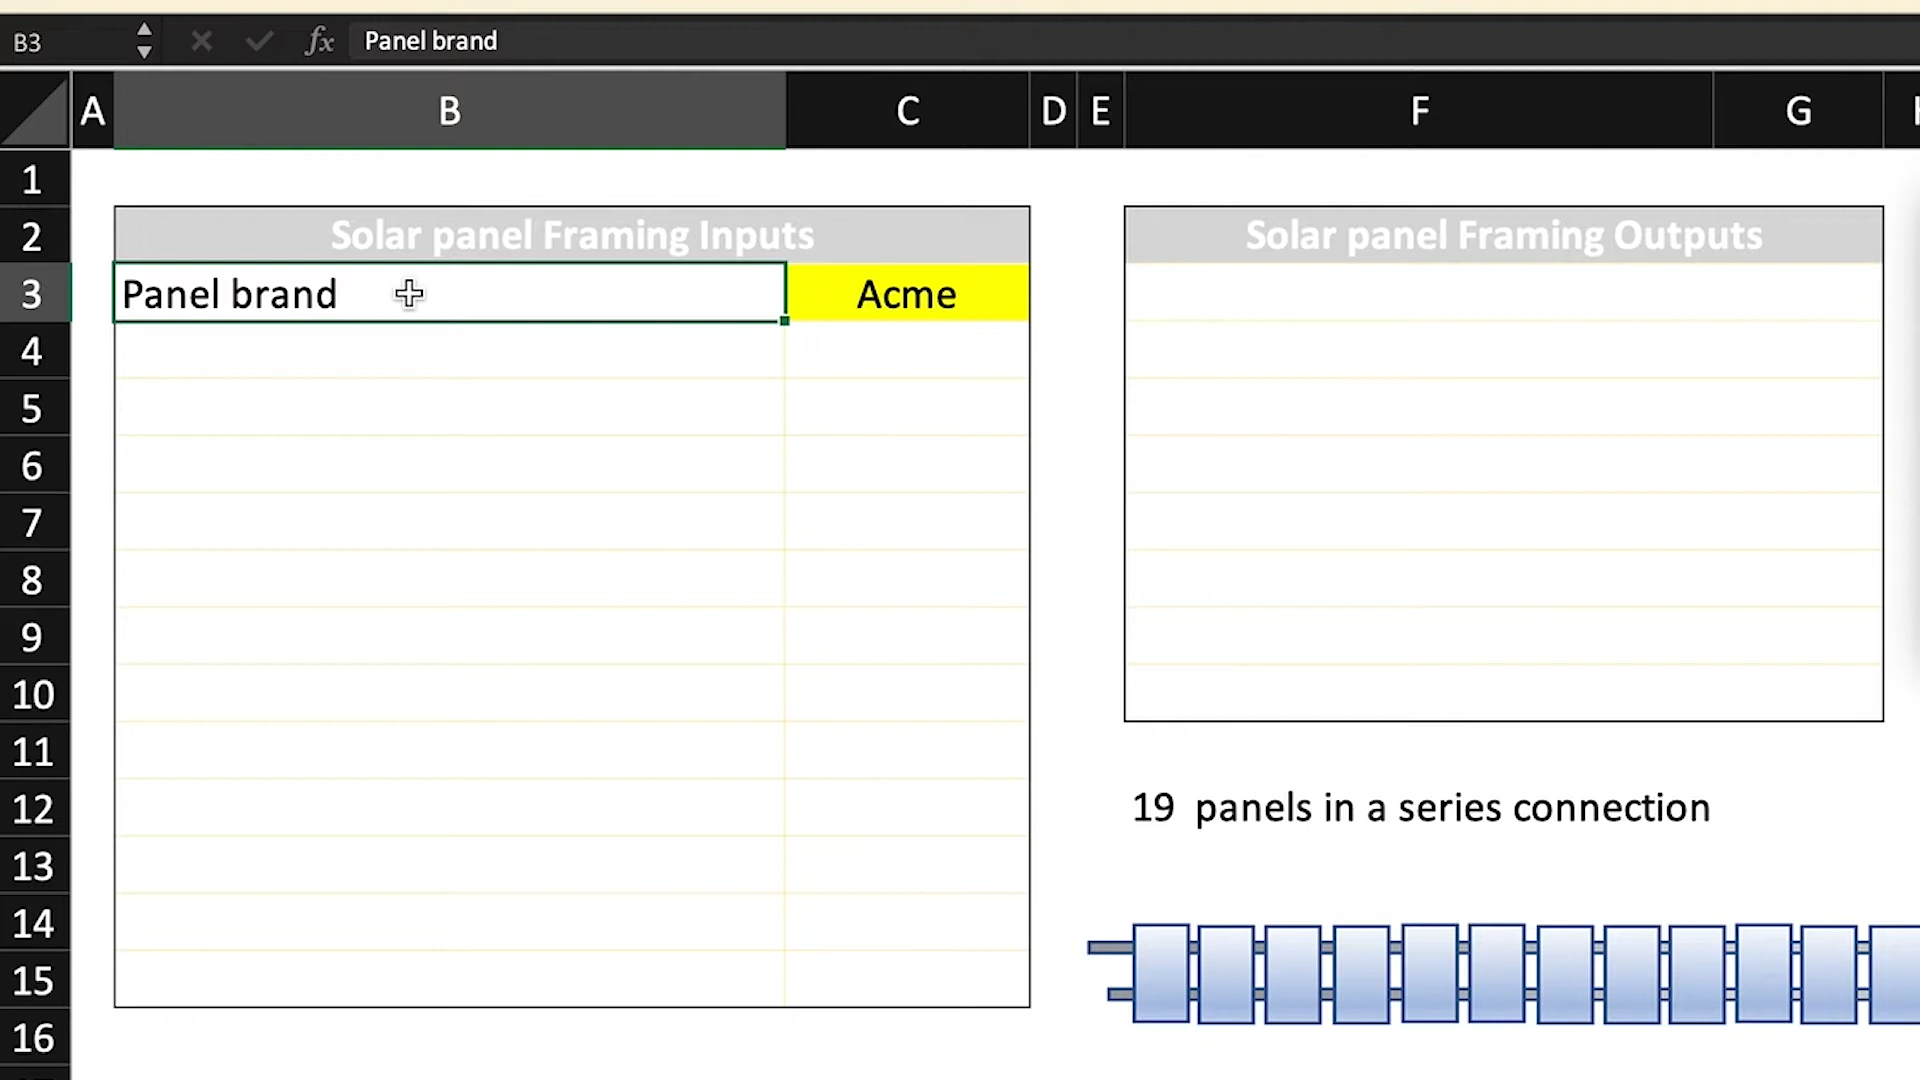 B3 fx Panel brand
A B C D E F G
1
2 Solar panel Framing Inputs Solar panel Framing Outputs
3 Panel brand Acme
4
5
6
7
8
9
10
11
12 19 panels in a series connection
13
14
15
16